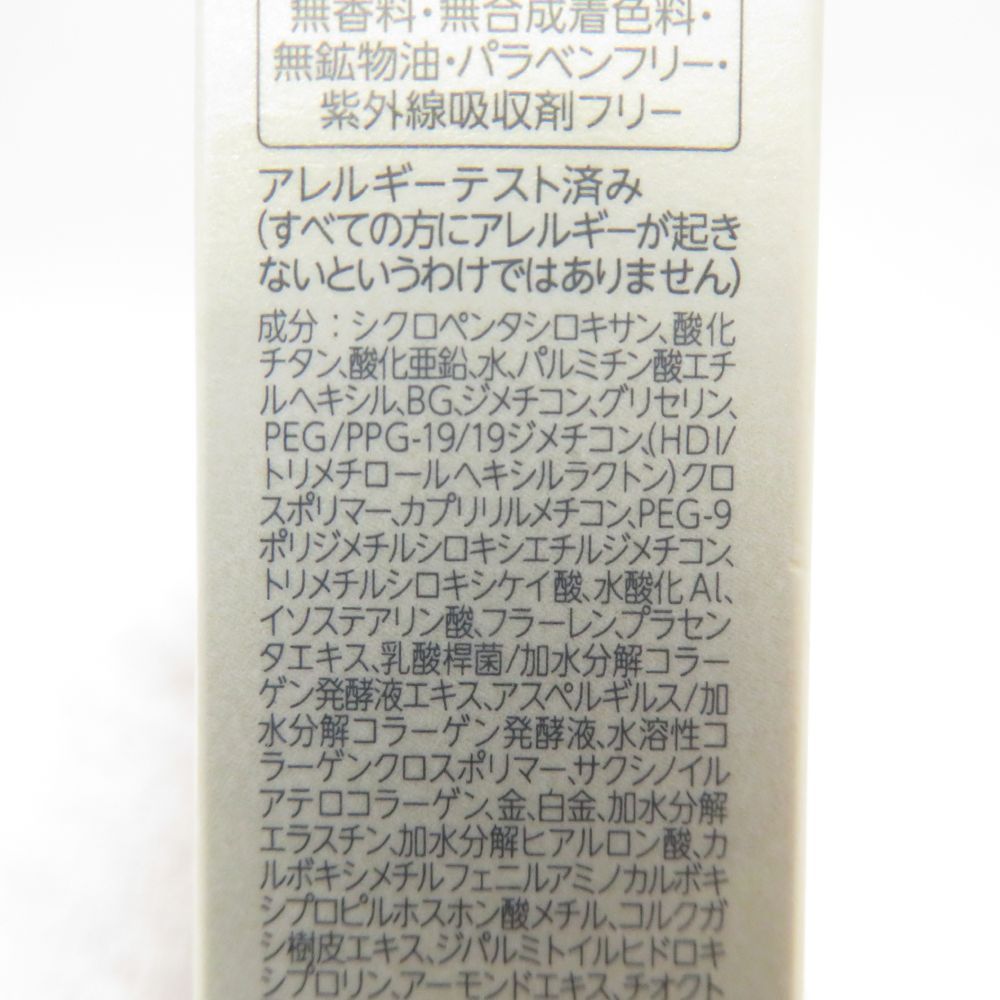 無香料・無合成着色料・
無鉱物油・パラベンフリー・
紫外線吸収剤フリー
アレルギーテスト済み
(すべての方にアレルギーが起き
ないというわけではありません)
成分：シクロペンタシロキサン、酸化
チタン、酸化亜鉛、水、パルミチン酸エチ
ルヘキシル、BG、ジメチコン、グリセリン、
PEG/PPG-19/19ジメチコン、(HDI/
トリメチロールヘキシルラクトン)クロ
スポリマー、カプリリルメチコン、PEG-9
ポリジメチルシロキシエチルジメチコン、
トリメチルシロキシケイ酸、水酸化Al、
イソステアリン酸、フラーレン、プラセン
タエキス、乳酸桿菌/加水分解コラー
ゲン発酵液エキス、アスペルギルス/加
水分解コラーゲン発酵液、水溶性コ
ラーゲンクロスポリマー、サクシノイル
アテロコラーゲン、金、白金、加水分解
エラスチン、加水分解ヒアルロン酸、カ
ルボキシメチルフェニルアミノカルボキ
シプロピルホスホン酸メチル、コルクガ
シ樹皮エキス、ジパルミトイルヒドロキ
シプロリン、アーモンドエキス、チオクト